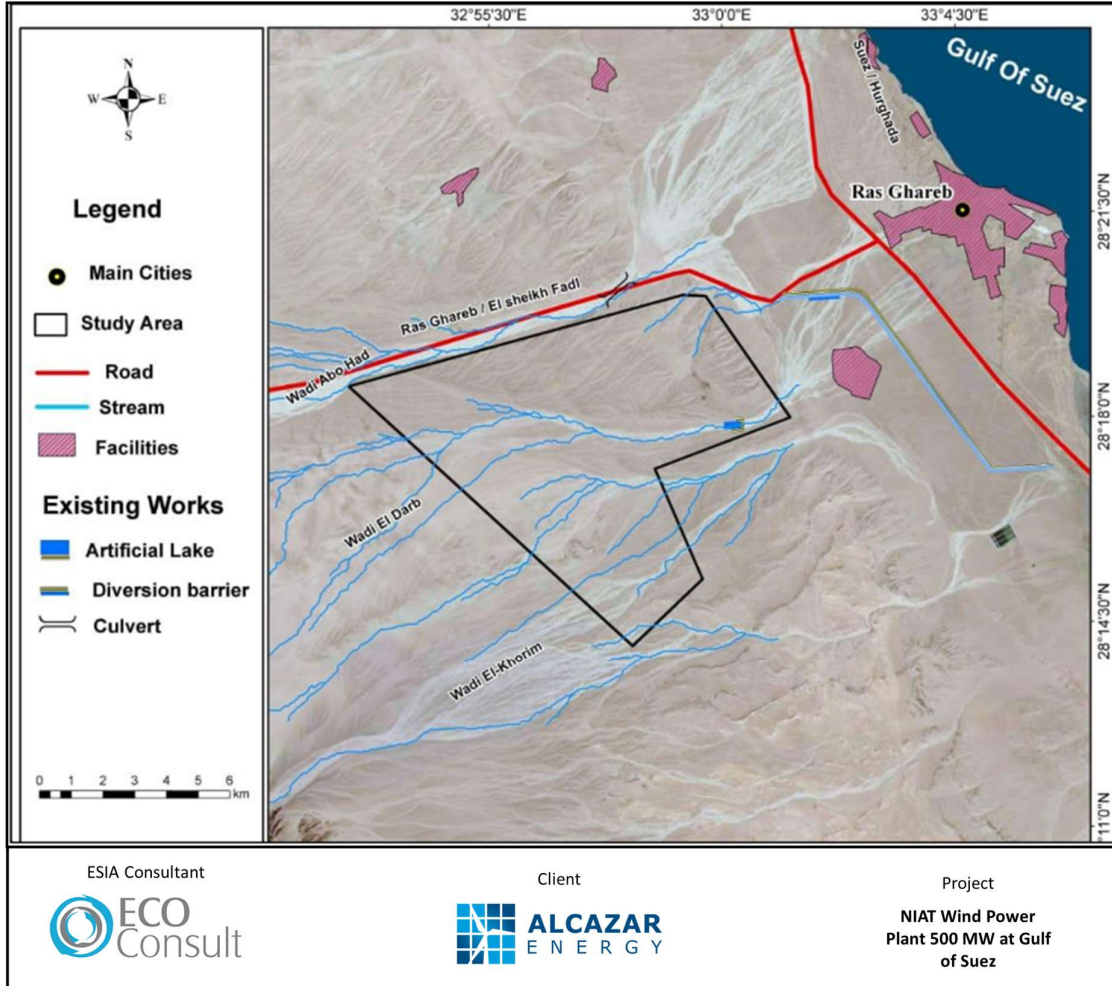 32°55'3.0"E
33°0'0"E
33°4'30"E
N
W
E
S
Legend
Main Cities
Study Area
Road
Stream
Facilities
Existing Works
Artificial Lake
Diversion barrier
Culvert
0 1 2 3 4 5 6
km
Gulf Of Suez
Suez / Hurghada
Ras Ghareb
Ras Ghareb / El sheikh Fadl
Wadi Abo Had
Wadi El Darb
Wadi El-Khorim
28°21'30"N
28°18'0"N
28°14'30"N
11'0"N
ESIA Consultant
ECO
Consult
Client
ALCAZAR
ENERGY
Project
NIAT Wind Power
Plant 500 MW at Gulf
of Suez